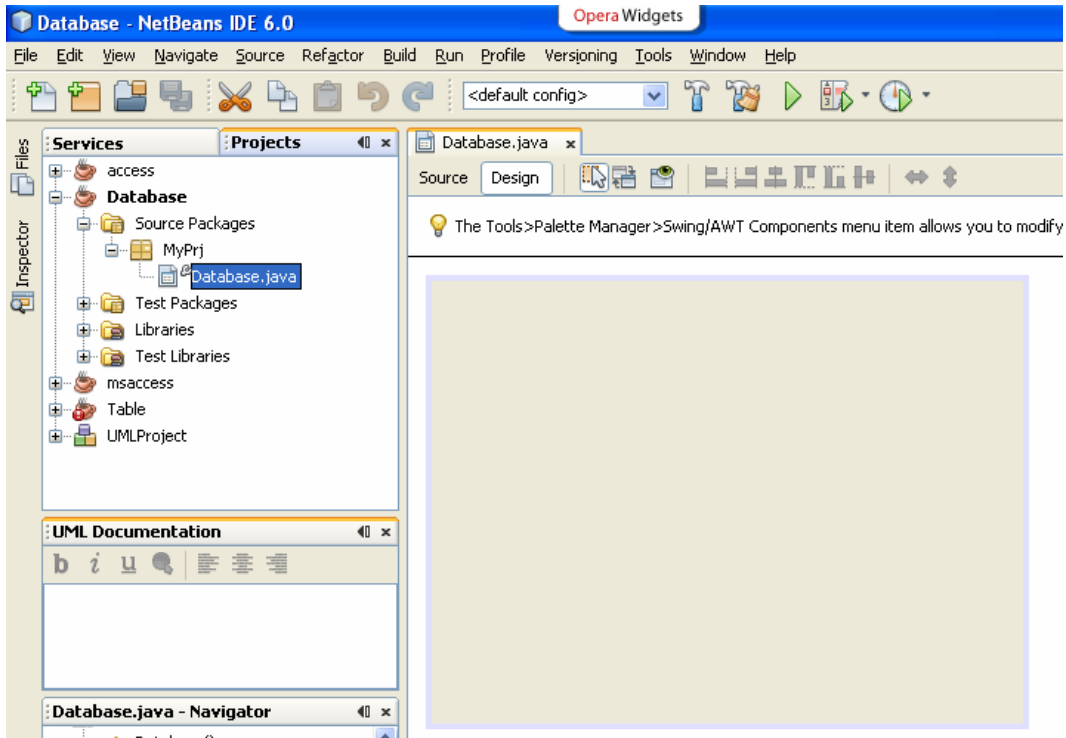 Database - NetBeans IDE 6.0
Opera Widgets
File Edit View Navigate Source Refactor Build Run Profile Versioning Tools Window Help
<default config>
Files
Inspector
Services
Projects
access
Database
Source Packages
MyPrj
Database.java
Test Packages
Libraries
Test Libraries
msaccess
Table
UMLProject
UML Documentation
b i u
Database.java - Navigator
Database.java
Source Design
The Tools>Palette Manager>Swing/AWT Components menu item allows you to modify